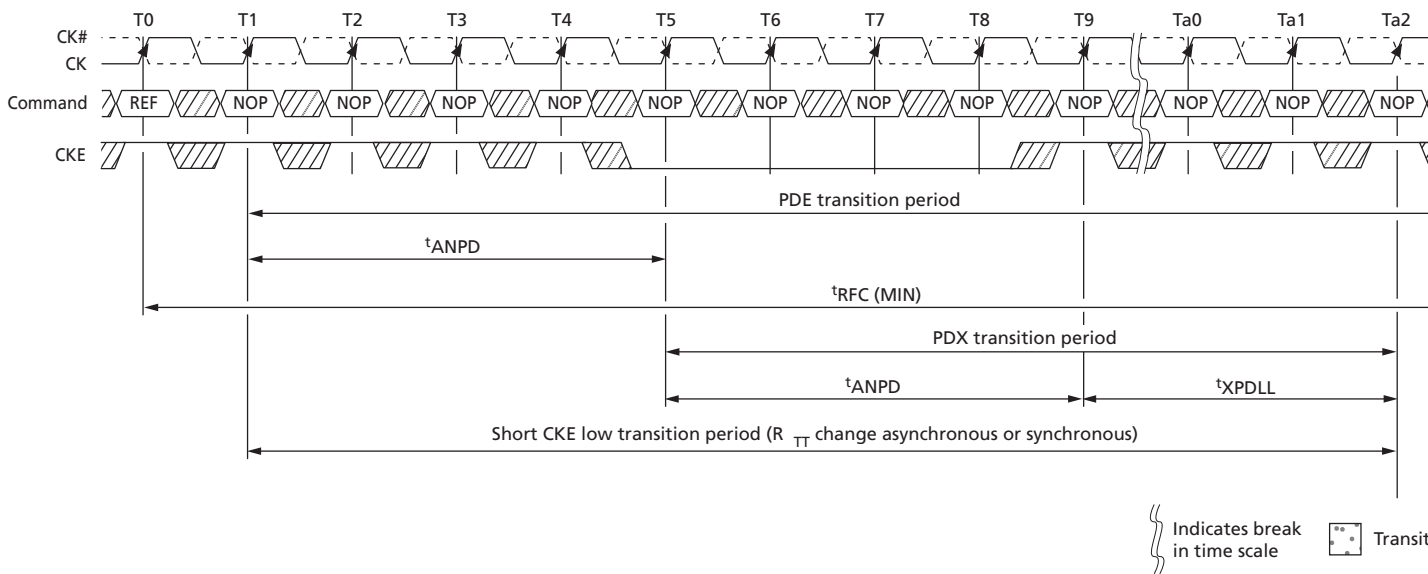 T0 T1 T2 T3 T4 T5 T6 T7 T8 T9 Ta0 Ta1 Ta2
CK#
CK
Command REF NOP NOP NOP NOP NOP NOP NOP NOP NOP NOP NOP NOP
CKE
PDE transition period
tANPD
tRFC (MIN)
PDX transition period
tANPD tXPDLL
Short CKE low transition period (R TT change asynchronous or synchronous)
Indicates break
in time scale
Transit